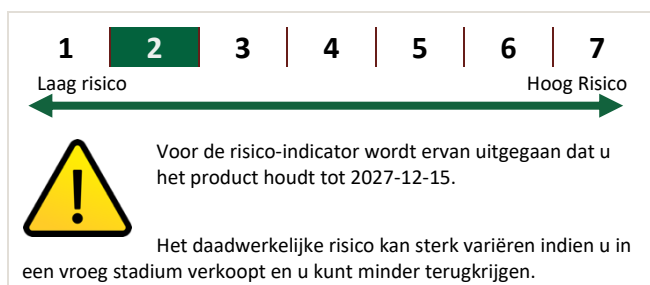 1 2 3 4 5 6 7
Laag risico Hoog Risico
Voor de risico-indicator wordt ervan uitgegaan dat u
het product houdt tot 2027-12-15.
Het daadwerkelijke risico kan sterk variëren indien u in
een vroeg stadium verkoopt en u kunt minder terugkrijgen.